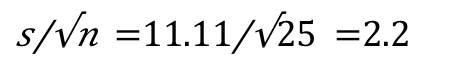 s/√n =11.11/√25 =2.2